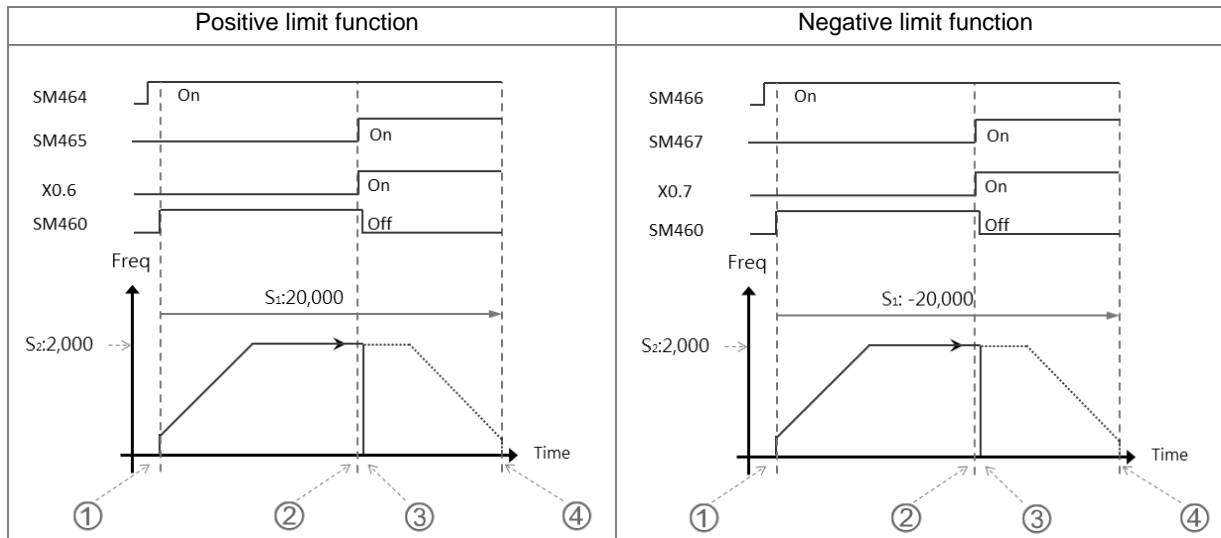 Positive limit function
SM464
On
SM465
On
X0.6
On
SM460
Off
Freq
S1:20,000
S2:2,000
Time
① ② ③ ④
Negative limit function
SM466
On
SM467
On
X0.7
On
SM460
Off
Freq
S1: -20,000
S2:2,000
Time
① ② ③ ④